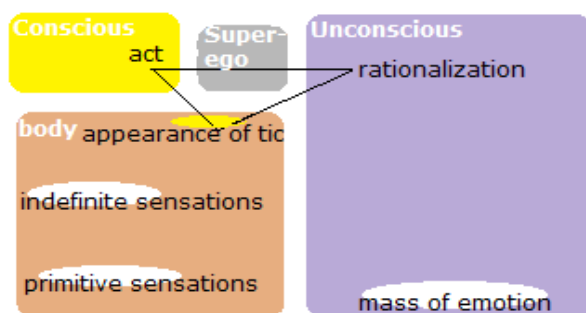 Conscious
act
Super-
ego
Unconscious
rationalization
body
appearance of tic
indefinite sensations
primitive sensations
mass of emotion